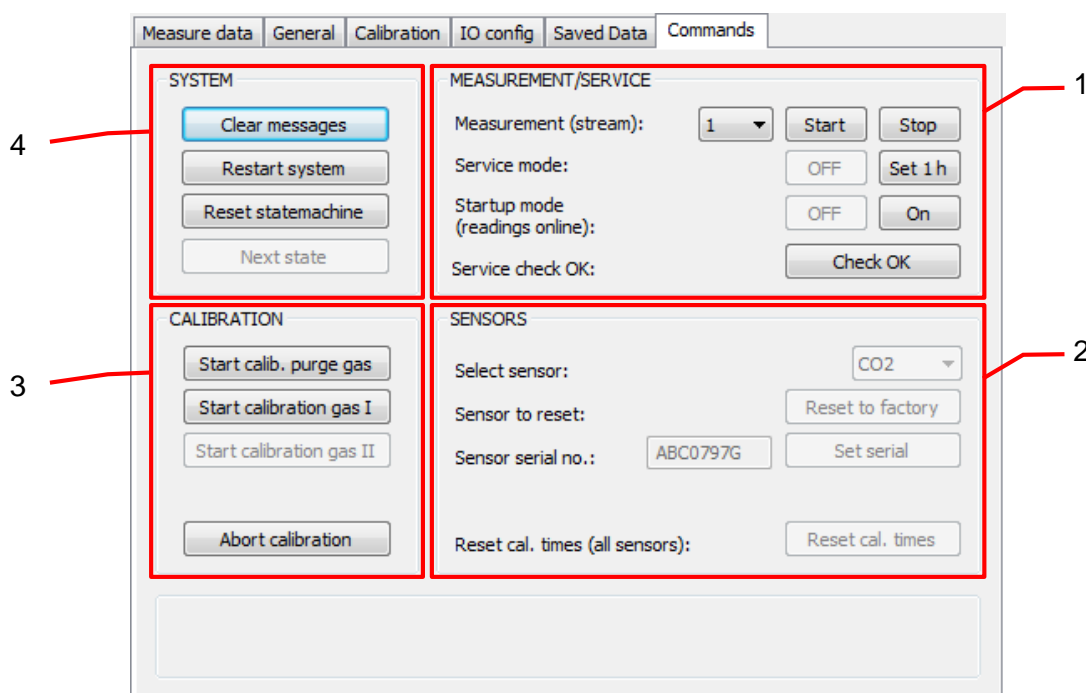 Measure data General Calibration IO config Saved Data Commands
SYSTEM
Clear messages
Restart system
Reset statemachine
Next state
4
MEASUREMENT/SERVICE
Measurement (stream): 1 Start Stop
Service mode: OFF Set 1 h
Startup mode
(readings online): OFF On
Service check OK: Check OK
1
CALIBRATION
Start calib. purge gas
Start calibration gas I
Start calibration gas II
Abort calibration
3
SENSORS
Select sensor: CO2
Sensor to reset: Reset to factory
Sensor serial no.: ABC0797G Set serial
Reset cal. times (all sensors): Reset cal. times
2